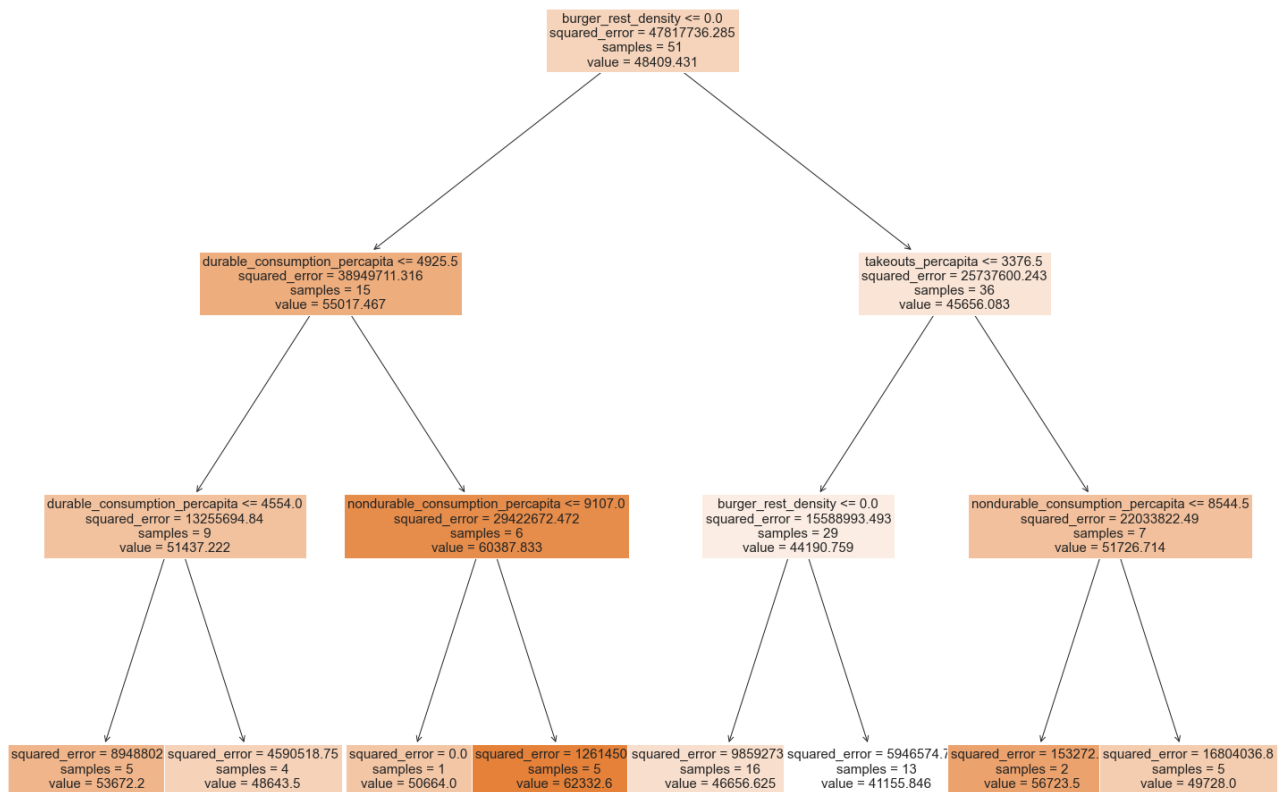 burger_rest_density <= 0.0
squared_error = 47817736.285
samples = 51
value = 48409.431
durable_consumption_percapita <= 4925.5
squared_error = 38949711.316
samples = 15
value = 55017.467
takeouts_percapita <= 3376.5
squared_error = 25737600.243
samples = 36
value = 45656.083
durable_consumption_percapita <= 4554.0
squared_error = 13255694.84
samples = 9
value = 51437.222
nondurable_consumption_percapita <= 9107.0
squared_error = 29422672.472
samples = 6
value = 60387.833
burger_rest_density <= 0.0
squared_error = 15588993.493
samples = 29
value = 44190.759
nondurable_consumption_percapita <= 8544.5
squared_error = 22033822.49
samples = 7
value = 51726.714
squared_error = 8948802
samples = 5
value = 53672.2
squared_error = 4590518.75
samples = 4
value = 48643.5
squared_error = 0.0
samples = 1
value = 50664.0
squared_error = 1261450
samples = 5
value = 62332.6
squared_error = 9859273
samples = 16
value = 46656.625
squared_error = 5946574.7
samples = 13
value = 41155.846
squared_error = 153272.
samples = 2
value = 56723.5
squared_error = 16804036.8
samples = 5
value = 49728.0